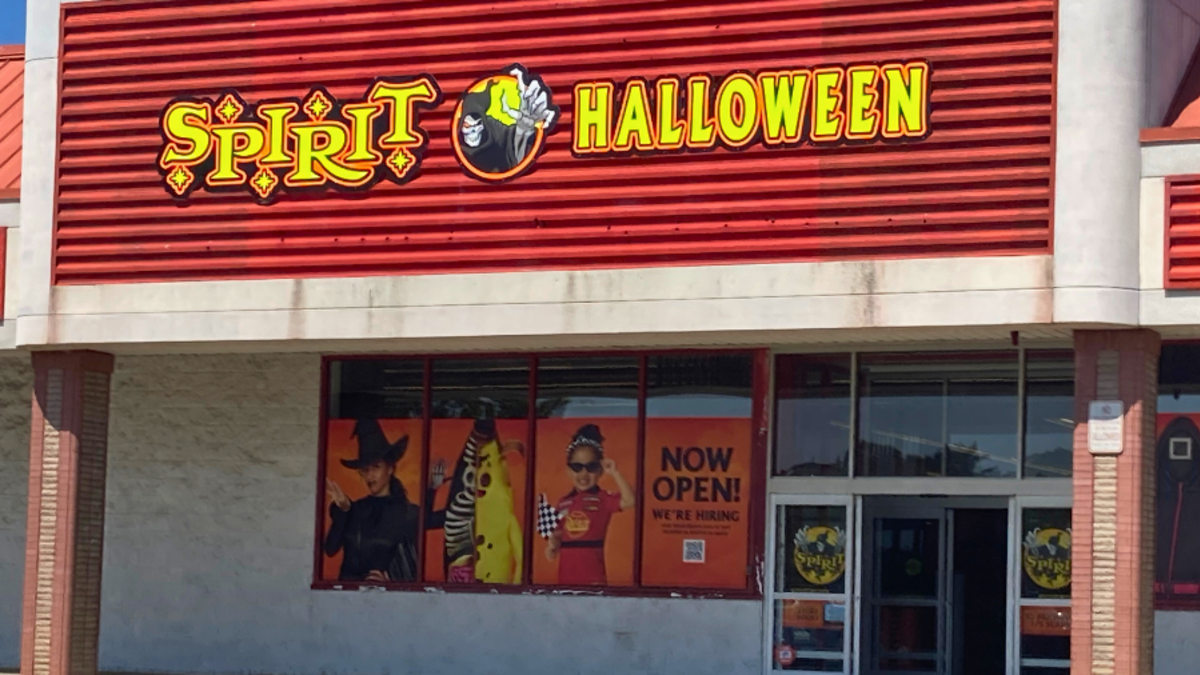 SPIRIT HALLOWEEN
NOW
OPEN!
WE'RE HIRING
SPIRIT
SPIRIT